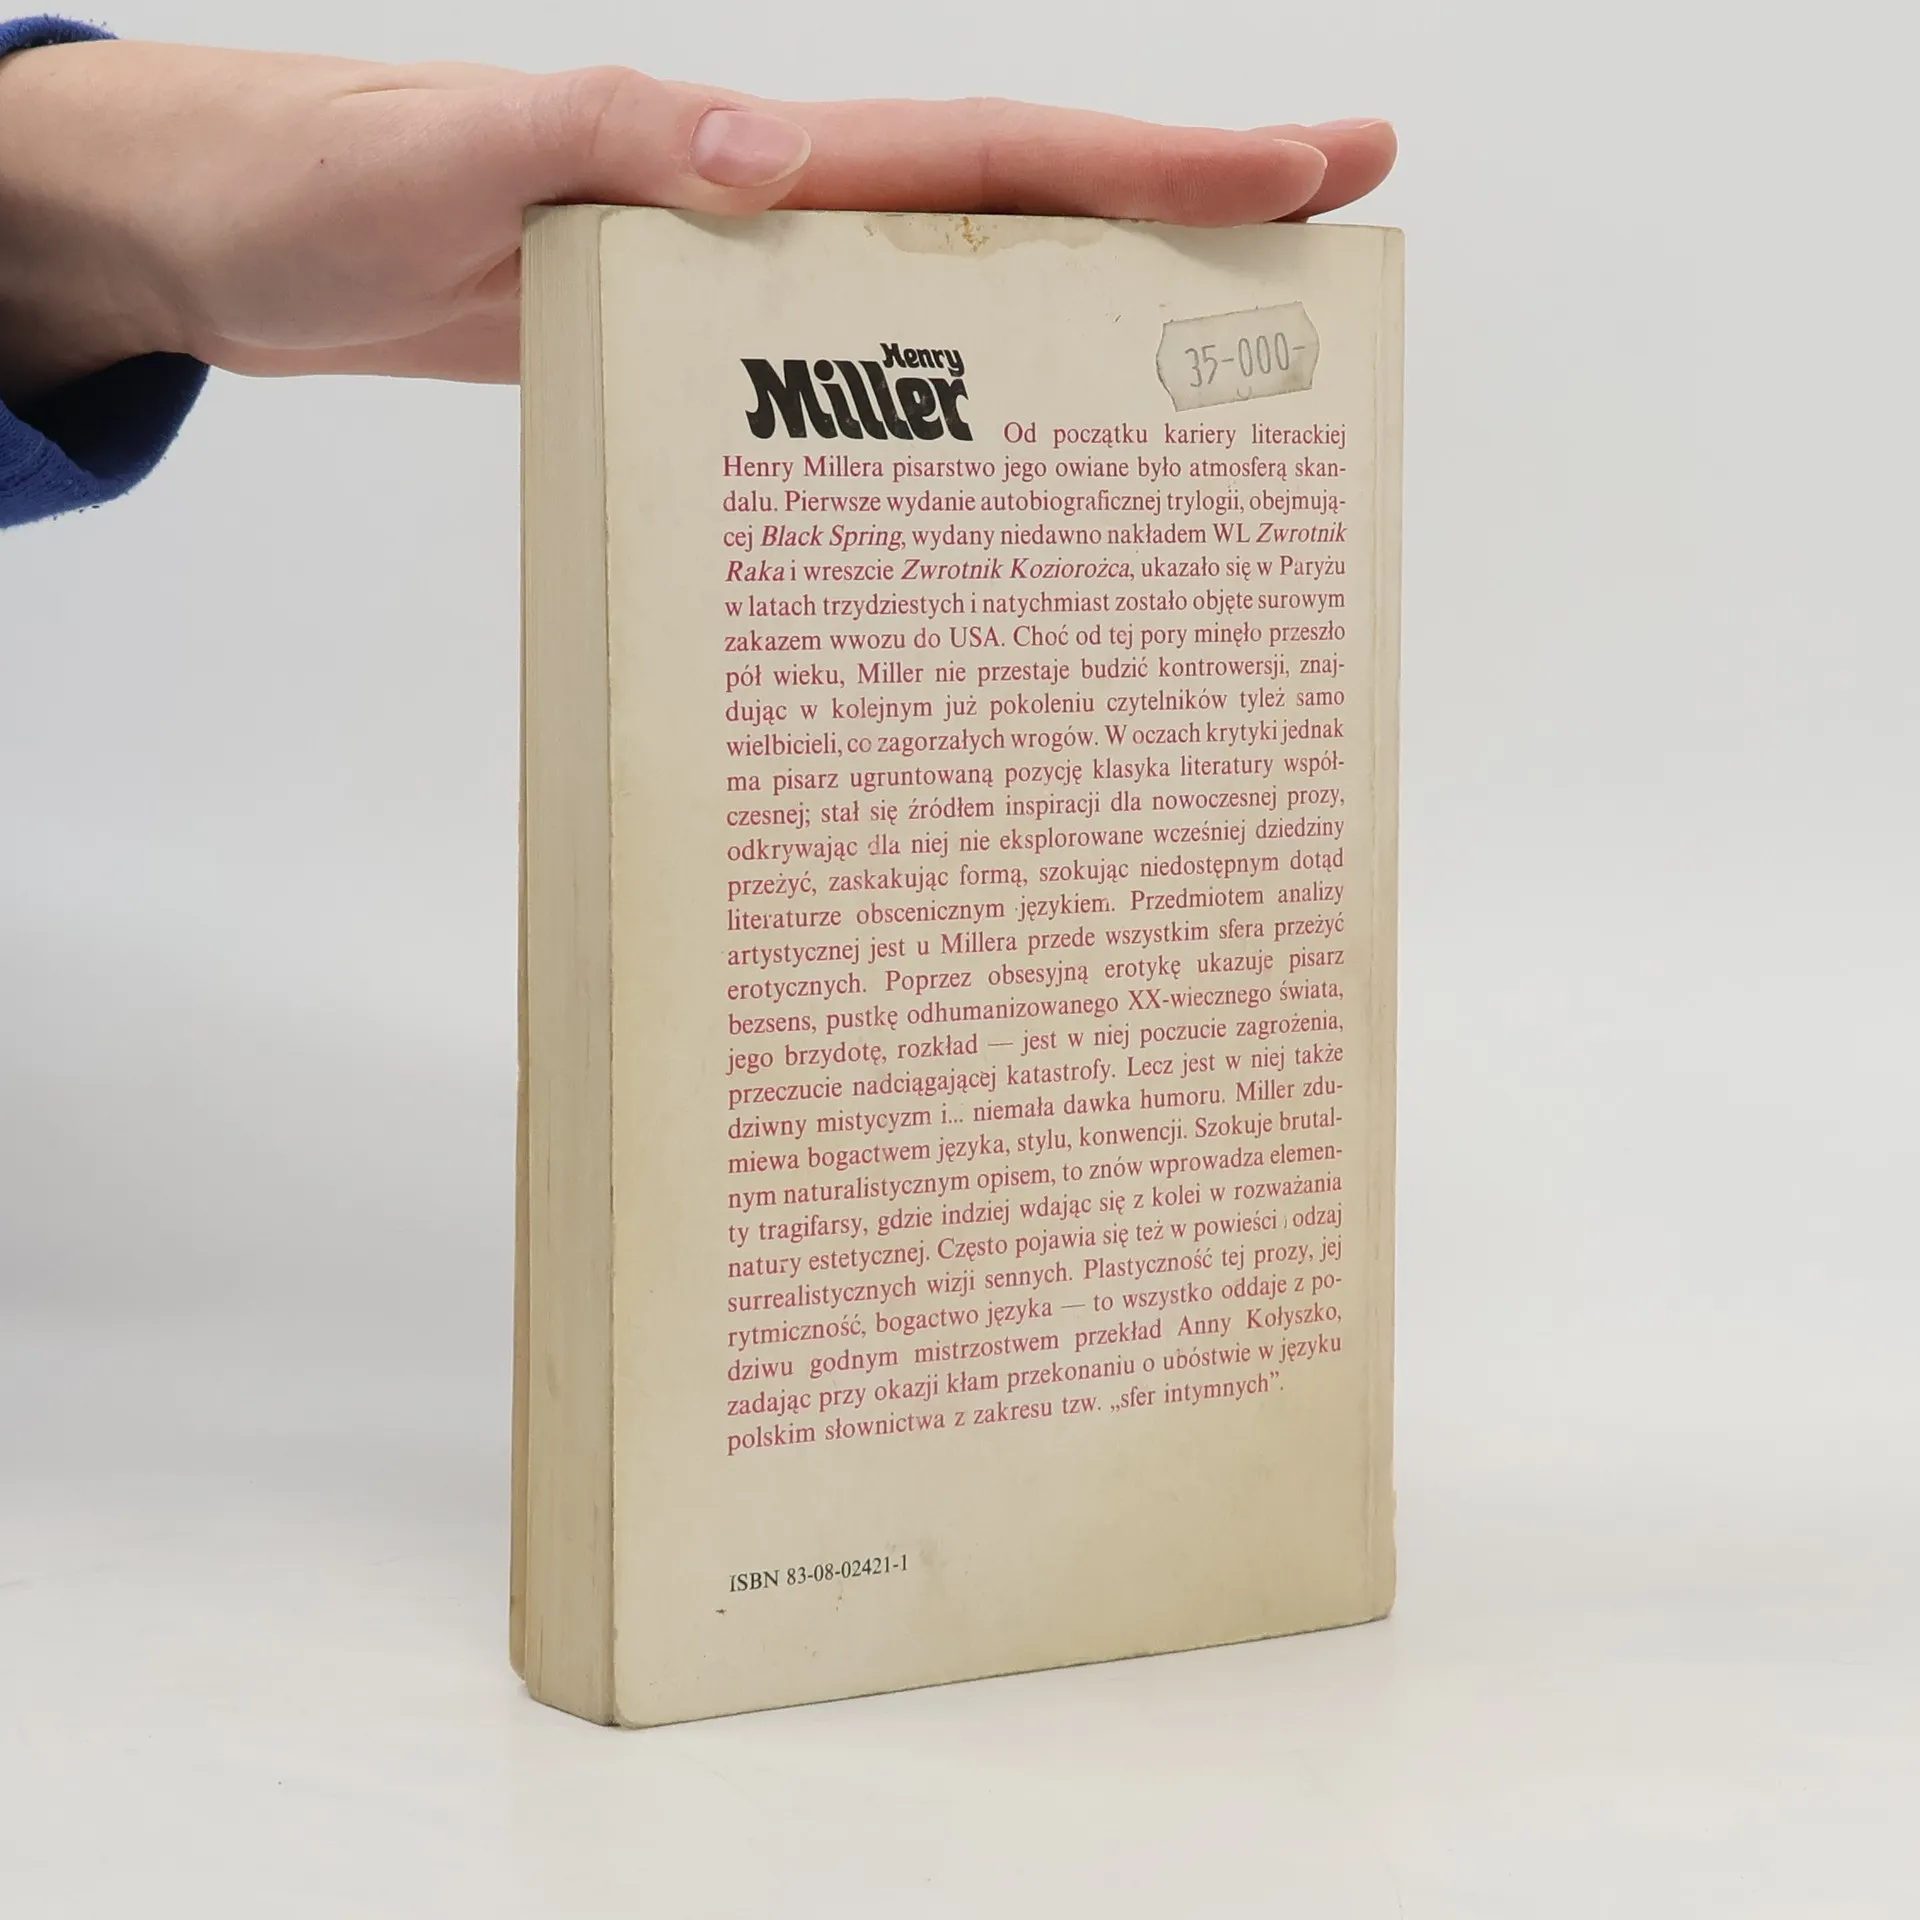 35-000-
Henry
Miller
Od początku kariery literackiej
Henry Millera pisarstwo jego owiane było atmosferą skan-
dalu. Pierwsze wydanie autobiograficznej trylogii, obejmują-
cej Black Spring, wydany niedawno nakładem WL Zwrotnik
Raka i wreszcie Zwrotnik Koziorożca, ukazało się w Paryżu
w latach trzydziestych i natychmiast zostało objęte surowym
zakazem wwozu do USA. Choć od tej pory minęło przeszło
pół wieku, Miller nie przestaje budzić kontrowersji, znaj-
dując w kolejnym już pokoleniu czytelników tyleż samo
wielbicieli, co zagorzałych wrogów. W oczach krytyki jednak
ma pisarz ugruntowaną pozycję klasyka literatury współ-
czesnej; stał się źródłem inspiracji dla nowoczesnej prozy,
odkrywając dla niej nie eksplorowane wcześniej dziedziny
przeżyć, zaskakując formą, szokując niedostępnym dotąd
literaturze obscenicznym językiem. Przedmiotem analizy
artystycznej jest u Millera przede wszystkim sfera przeżyć
erotycznych. Poprzez obsesyjną erotykę ukazuje pisarz
bezsens, pustkę odhumanizowanego XX-wiecznego świata,
jego brzydotę, rozkład — jest w niej poczucie zagrożenia,
przeczucie nadciągającej katastrofy. Lecz jest w niej także
dziwny mistycyzm i... niemała dawka humoru. Miller zdu-
miewa bogactwem języka, stylu, konwencji. Szokuje brutal-
nym naturalistycznym opisem, to znów wprowadza elemen-
ty tragifarsy, gdzie indziej wdając się z kolei w rozważania
natury estetycznej. Często pojawia się też w powieści rodzaj
surrealistycznych wizji sennych. Plastyczność tej prozy, jej
rytmiczność, bogactwo języka — to wszystko oddaje z po-
dziwu godnym mistrzostwem przekład Anny Kołyszko,
zadając przy okazji kłam przekonaniu o ubóstwie w języku
polskim słownictwa z zakresu tzw. „sfer intymnych”.
ISBN 83-08-02421-1